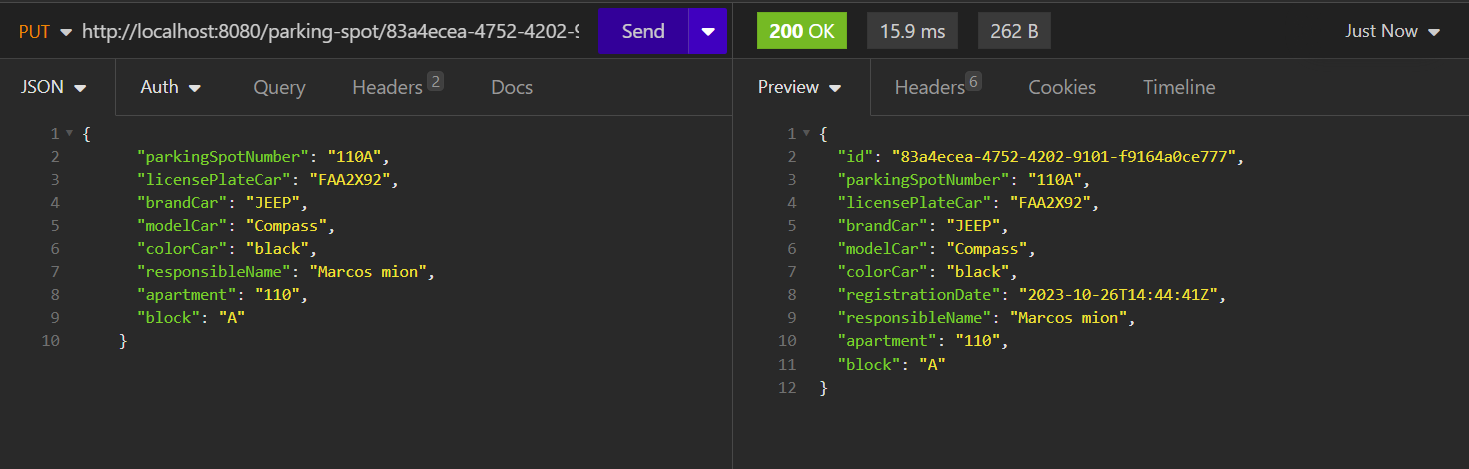 PUT http://localhost:8080/parking-spot/83a4ecea-4752-4202-9 Send 200 OK 15.9 ms 262 B Just Now
JSON Auth Query Headers 2 Docs Preview Headers 6 Cookies Timeline
1 {
2 "parkingSpotNumber": "110A",
3 "licensePlateCar": "FAA2X92",
4 "brandCar": "JEEP",
5 "modelCar": "Compass",
6 "colorCar": "black",
7 "responsibleName": "Marcos mion",
8 "apartment": "110",
9 "block": "A"
10 }
1 {
2 "id": "83a4ecea-4752-4202-9101-f9164a0ce777",
3 "parkingSpotNumber": "110A",
4 "licensePlateCar": "FAA2X92",
5 "brandCar": "JEEP",
6 "modelCar": "Compass",
7 "colorCar": "black",
8 "registrationDate": "2023-10-26T14:44:41Z",
9 "responsibleName": "Marcos mion",
10 "apartment": "110",
11 "block": "A"
12 }